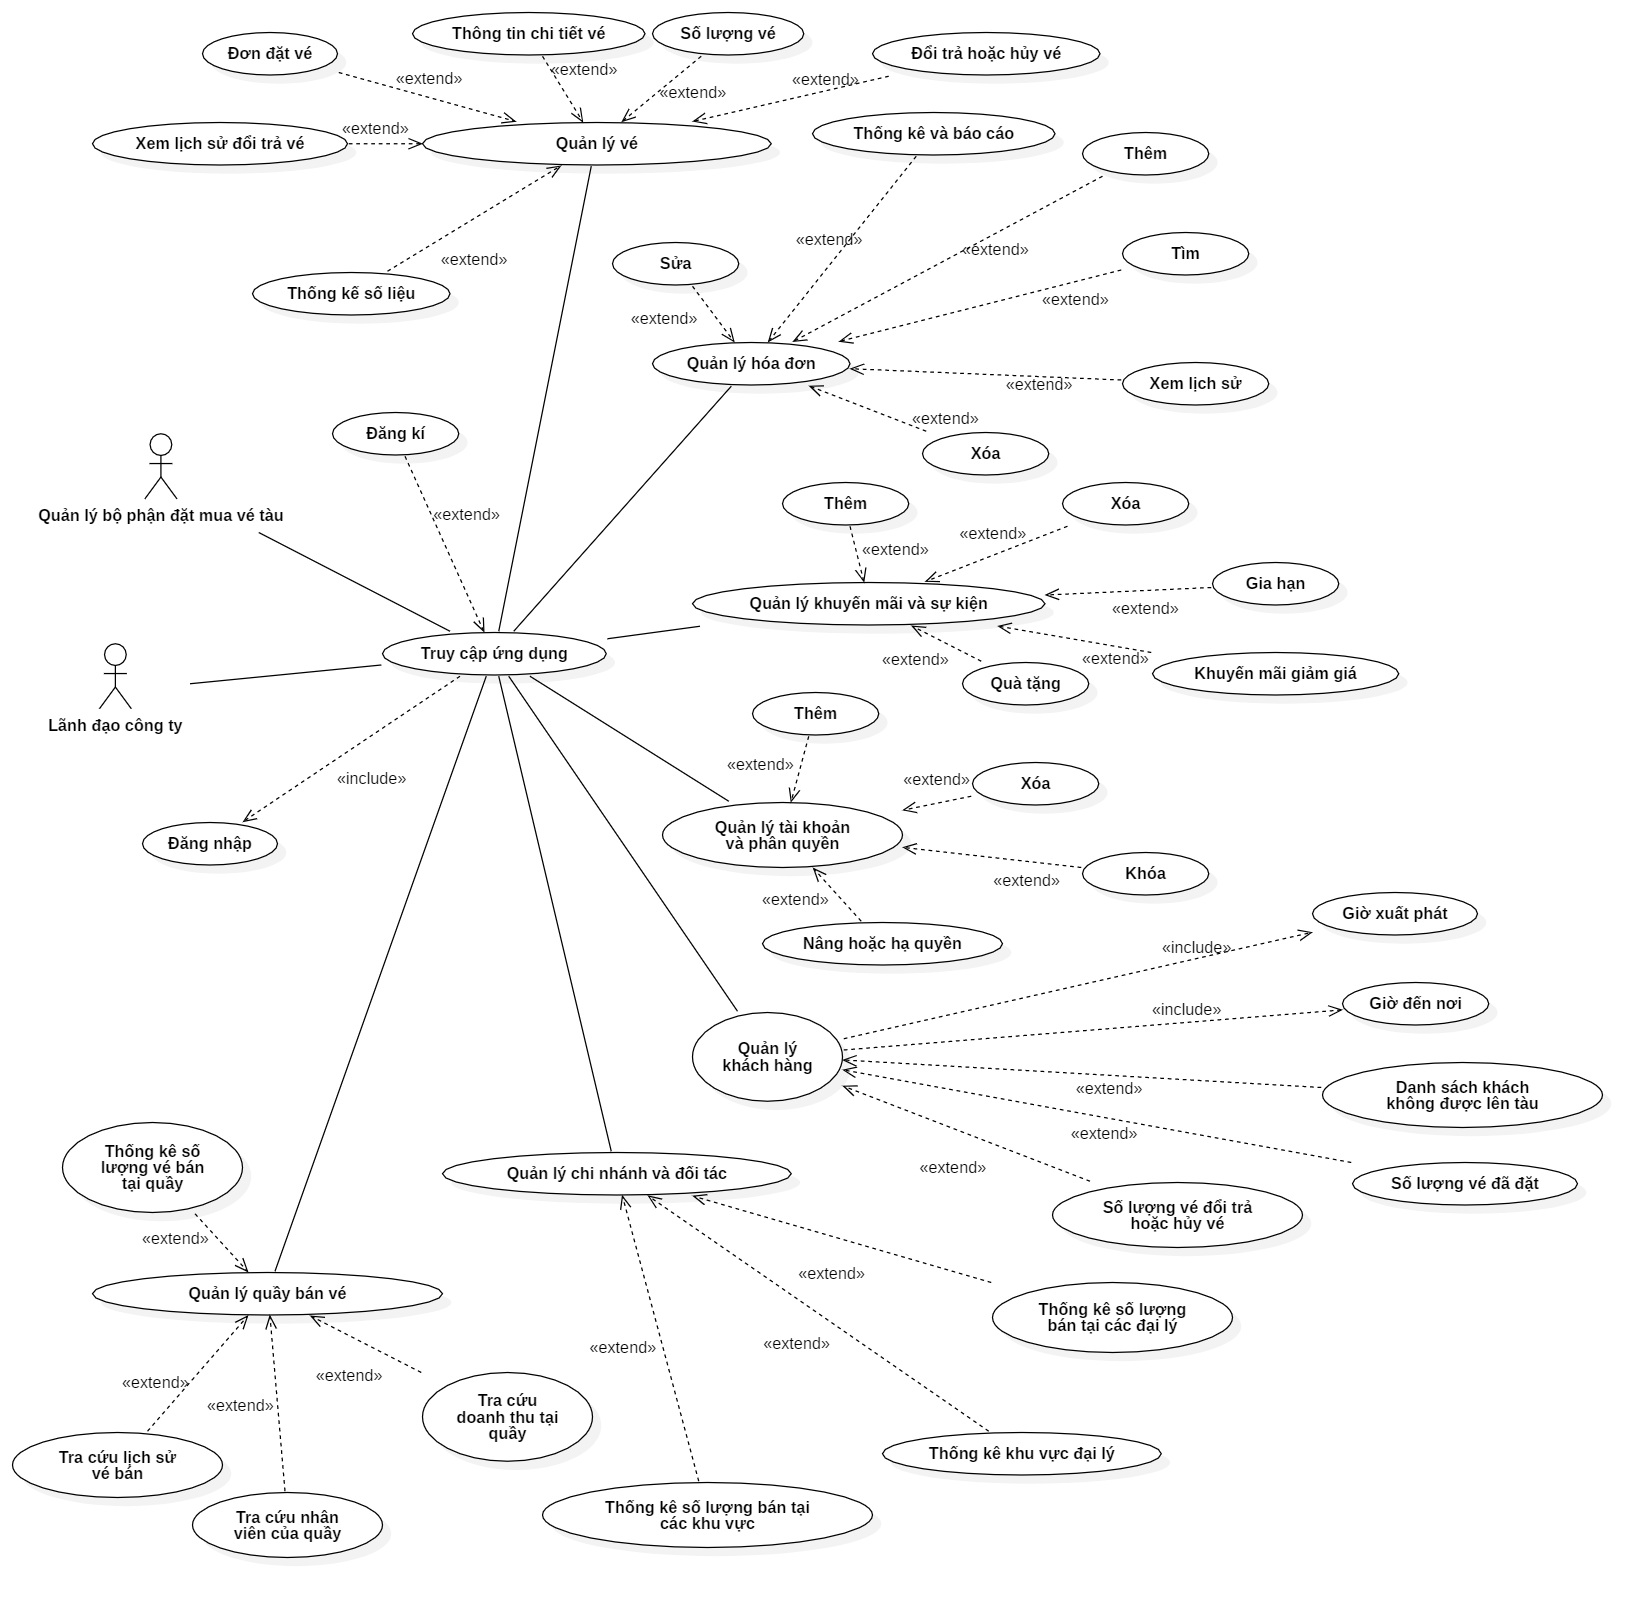 Thông tin chi tiết vé
Số lượng vé
Đơn đặt vé
Đổi trả hoặc hủy vé
«extend»
«extend»
«extend»
«extend»
Xem lịch sử đổi trả vé
«extend»
Quản lý vé
Thống kê và báo cáo
Thêm
«extend»
Thống kế số liệu
«extend»
«extend»
Tìm
Sửa
«extend»
«extend»
Quản lý hóa đơn
«extend»
Xem lịch sử
«extend»
Xóa
Đăng kí
«extend»
Quản lý bộ phận đặt mua vé tàu
Thêm
Xóa
«extend»
«extend»
Gia hạn
Quản lý khuyến mãi và sự kiện
«extend»
Truy cập ứng dụng
«extend»
«extend»
Quà tặng
Khuyến mãi giảm giá
Lãnh đạo công ty
Thêm
«extend»
«extend»
Xóa
«include»
Đăng nhập
Quản lý tài khoản
và phân quyền
«extend»
Khóa
«extend»
Nâng hoặc hạ quyền
Giờ xuất phát
«include»
«include»
Giờ đến nơi
Quản lý
khách hàng
«extend»
Danh sách khách
không được lên tàu
«extend»
Số lượng vé đã đặt
«extend»
Số lượng vé đổi trả
hoặc hủy vé
Thống kê số
lượng vé bán
tại quầy
Quản lý chi nhánh và đối tác
«extend»
Quản lý quầy bán vé
«extend»
Thống kê số lượng
bán tại các đại lý
«extend»
«extend»
«extend»
«extend»
«extend»
Tra cứu
doanh thu tại
quầy
Tra cứu lịch sử
vé bán
Thống kê khu vực đại lý
Tra cứu nhân
viên của quầy
Thống kê số lượng bán tại
các khu vực